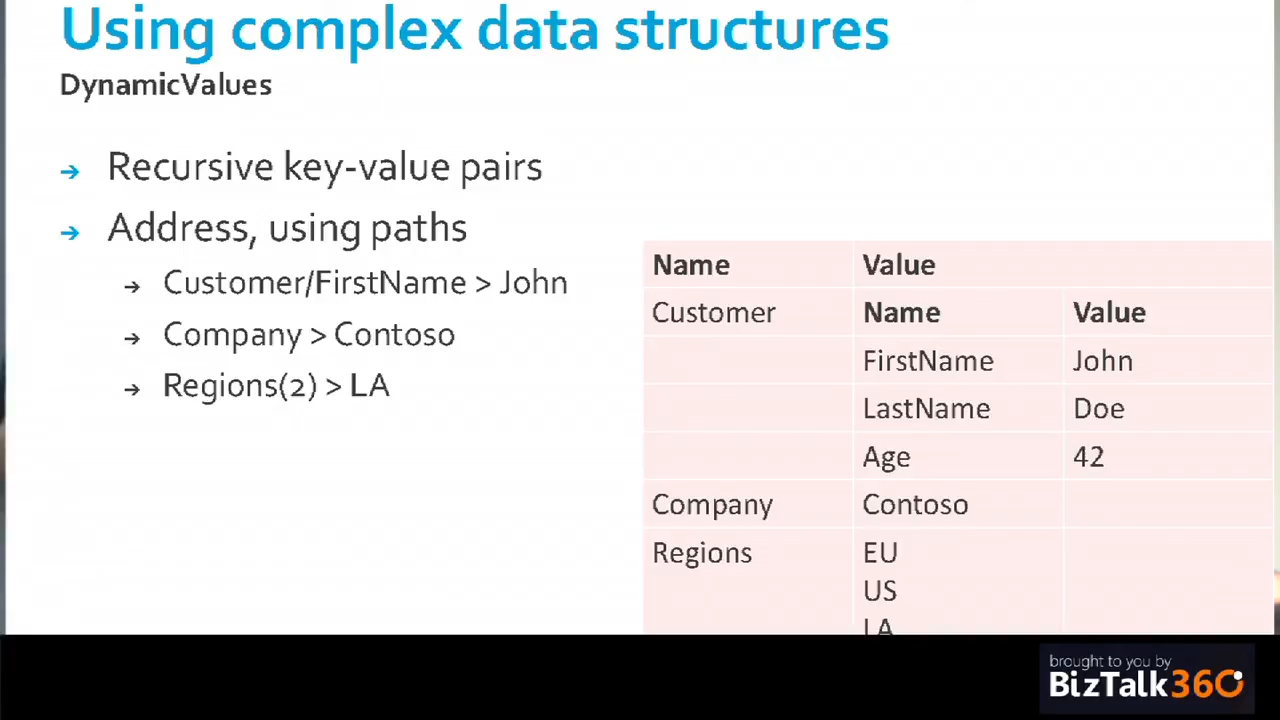 Using complex data structures
DynamicValues
→ Recursive key-value pairs
→ Address, using paths
→ Customer/FirstName > John
→ Company > Contoso
→ Regions(2) > LA
Name Value
Customer Name Value
FirstName John
LastName Doe
Age 42
Company Contoso
Regions EU
US
LA
brought to you by
BizTalk360